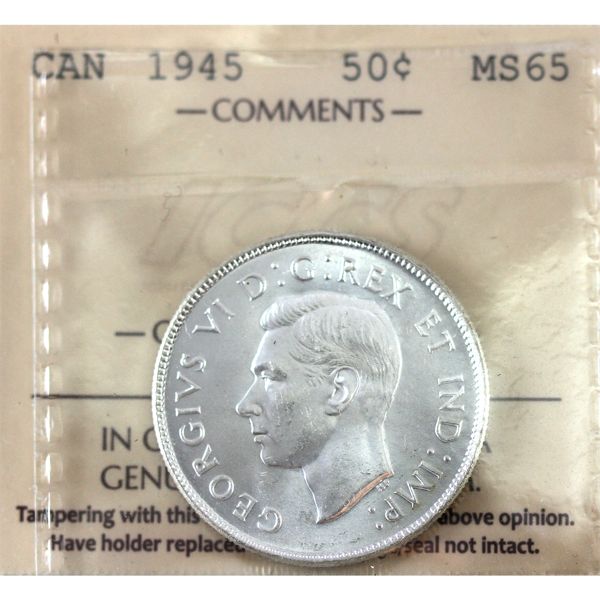 CAN 1945 50¢ MS65
—COMMENTS—
ICCS
GEORGIVS VI D:G:REX ET IND:IMP:
IN
GENU
Tampering with this above opinion.
Have holder replaced seal not intact.